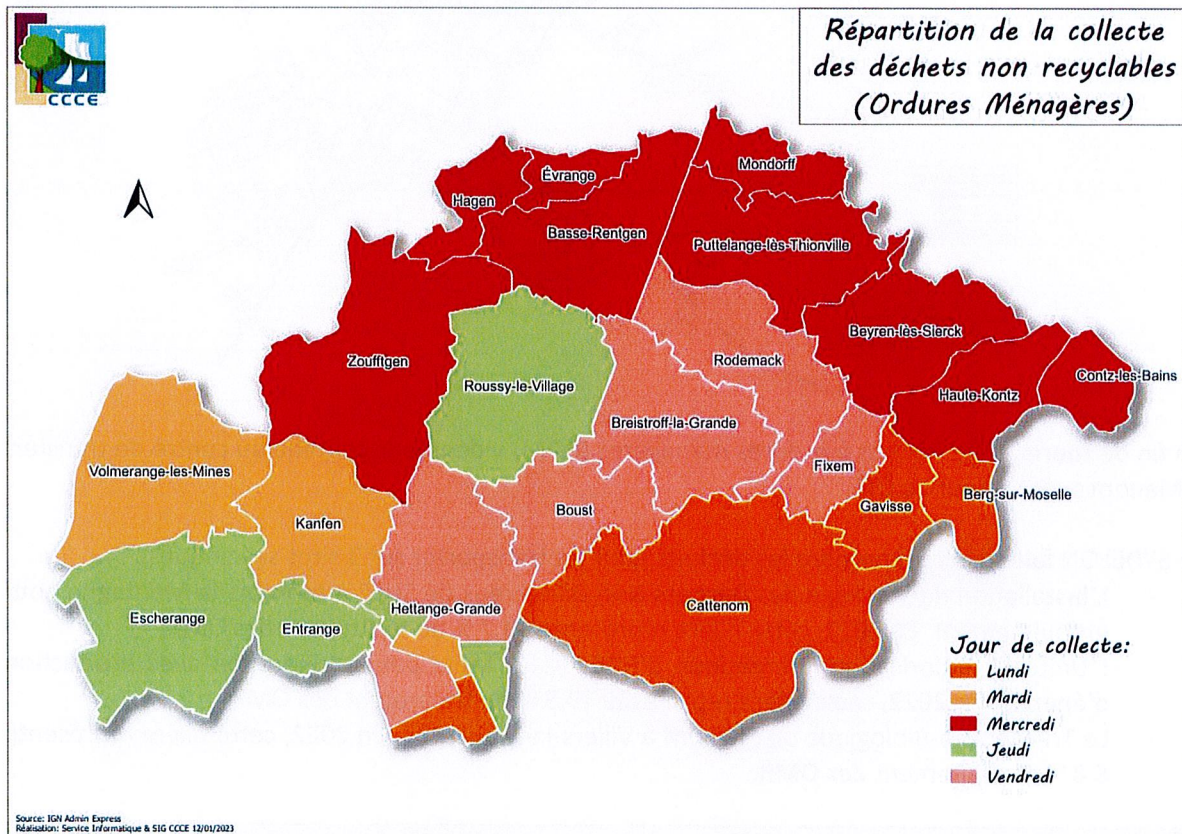 CCCE
Répartition de la collecte
des déchets non recyclables
(Ordures Ménagères)
Mondorff
Évrange
Hagen
Basse-Rentgen
Puttelange-lès-Thionville
Beyren-lès-Sierck
Zoufftgen
Rodemack
Contz-les-Bains
Roussy-le-Village
Haute-Kontz
Breistroff-la-Grande
Volmerange-les-Mines
Fixem
Berg-sur-Moselle
Gavisse
Boust
Kanfen
Cattenom
Hettange-Grande
Escherange
Entrange
Jour de collecte:
Lundi
Mardi
Mercredi
Jeudi
Vendredi
Source: IGN Admin Express
Réalisation: Service Informatique & SIG CCCE 12/01/2023